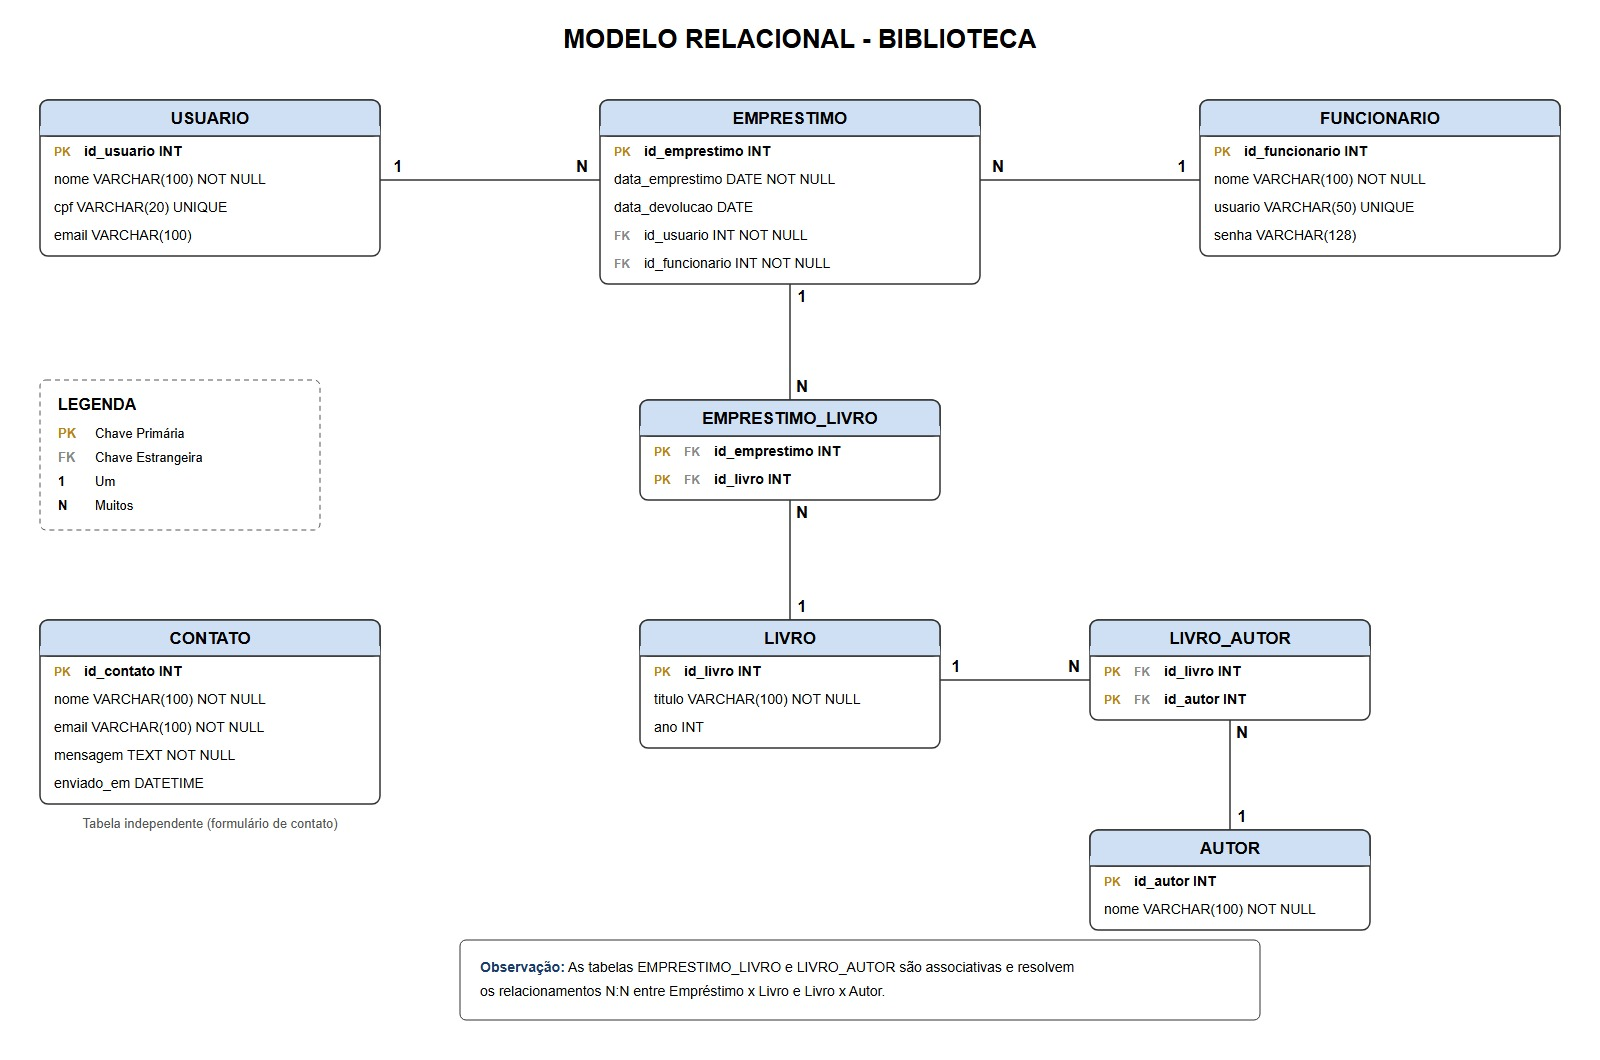 MODELO RELACIONAL - BIBLIOTECA
USUARIO
PK id_usuario INT
nome VARCHAR(100) NOT NULL
cpf VARCHAR(20) UNIQUE
email VARCHAR(100)
1
N
EMPRESTIMO
PK id_emprestimo INT
data_emprestimo DATE NOT NULL
data_devolucao DATE
FK id_usuario INT NOT NULL
FK id_funcionario INT NOT NULL
N
1
FUNCIONARIO
PK id_funcionario INT
nome VARCHAR(100) NOT NULL
usuario VARCHAR(50) UNIQUE
senha VARCHAR(128)
1
N
LEGENDA
PK Chave Primária
FK Chave Estrangeira
1 Um
N Muitos
EMPRESTIMO_LIVRO
PK FK id_emprestimo INT
PK FK id_livro INT
N
1
CONTATO
PK id_contato INT
nome VARCHAR(100) NOT NULL
email VARCHAR(100) NOT NULL
mensagem TEXT NOT NULL
enviado_em DATETIME
Tabela independente (formulário de contato)
LIVRO
PK id_livro INT
titulo VARCHAR(100) NOT NULL
ano INT
1
N
LIVRO_AUTOR
PK FK id_livro INT
PK FK id_autor INT
N
1
AUTOR
PK id_autor INT
nome VARCHAR(100) NOT NULL
Observação: As tabelas EMPRESTIMO_LIVRO e LIVRO_AUTOR são associativas e resolvem
os relacionamentos N:N entre Empréstimo x Livro e Livro x Autor.